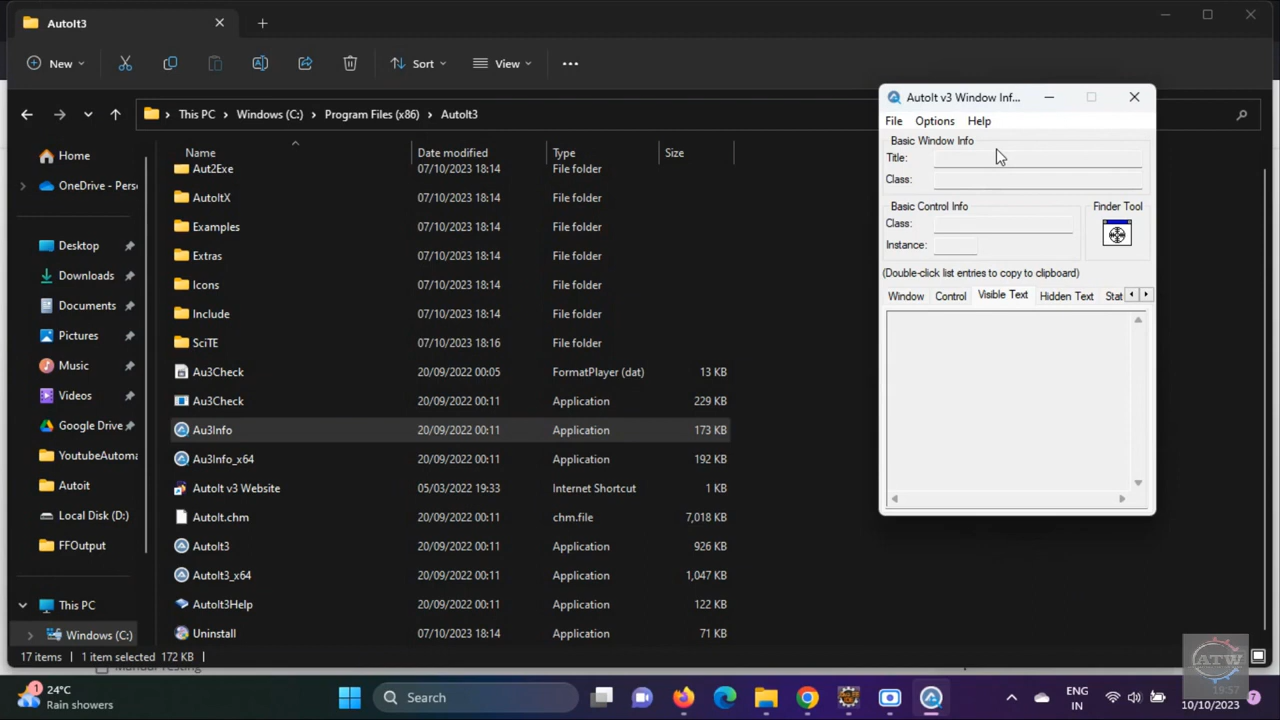 AutoIt3
New
Sort
View
This PC
Windows (C:)
Program Files (x86)
AutoIt3
Home
OneDrive - Pers
Desktop
Downloads
Documents
Pictures
Music
Videos
Google Drive
YoutubeAutoma
Autoit
Local Disk (D:)
FFOutput
This PC
Windows (C:)
Name Date modified Type Size
Aut2Exe 07/10/2023 18:14 File folder
AutoItX 07/10/2023 18:14 File folder
Examples 07/10/2023 18:14 File folder
Extras 07/10/2023 18:14 File folder
Icons 07/10/2023 18:14 File folder
Include 07/10/2023 18:14 File folder
SciTE 07/10/2023 18:16 File folder
Au3Check 20/09/2022 00:05 FormatPlayer (dat) 13 KB
Au3Check 20/09/2022 00:11 Application 229 KB
Au3Info 20/09/2022 00:11 Application 173 KB
Au3Info_x64 20/09/2022 00:11 Application 192 KB
AutoIt v3 Website 05/03/2022 19:33 Internet Shortcut 1 KB
AutoIt.chm 20/09/2022 00:11 chm.file 7,018 KB
AutoIt3 20/09/2022 00:11 Application 926 KB
AutoIt3_x64 20/09/2022 00:11 Application 1,047 KB
AutoIt3Help 20/09/2022 00:11 Application 122 KB
Uninstall 07/10/2023 18:14 Application 71 KB
17 items
1 item selected 172 KB
AutoIt v3 Window Inf...
File Options Help
Basic Window Info
Title:
Class:
Basic Control Info
Class:
Instance:
Finder Tool
(Double-click list entries to copy to clipboard)
Window Control Visible Text Hidden Text Stat
1
24°C
Rain showers
Search
ENG
IN
ATW
19:57
10/10/2023
7